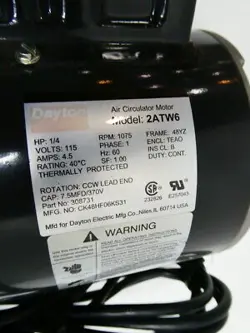 Dayton
Air Circulator Motor
Model: 2ATW6
HP: 1/4 RPM: 1075 FRAME: 48YZ
VOLTS: 115 PHASE: 1 ENCL: TEAO
AMPS: 4.5 Hz: 60 INS CL: B
RATING: 40°C SF: 1.00 DUTY:
THERMALLY PROTECTED
ROTATION: CCW LEAD END
CAP: 7.5MFD/370V
Part No: 308731
MFG. NO. CK48HF06KS31
Mfd for Dayton Electric Mfg Co., Niles, IL 60714 USA
WARNING